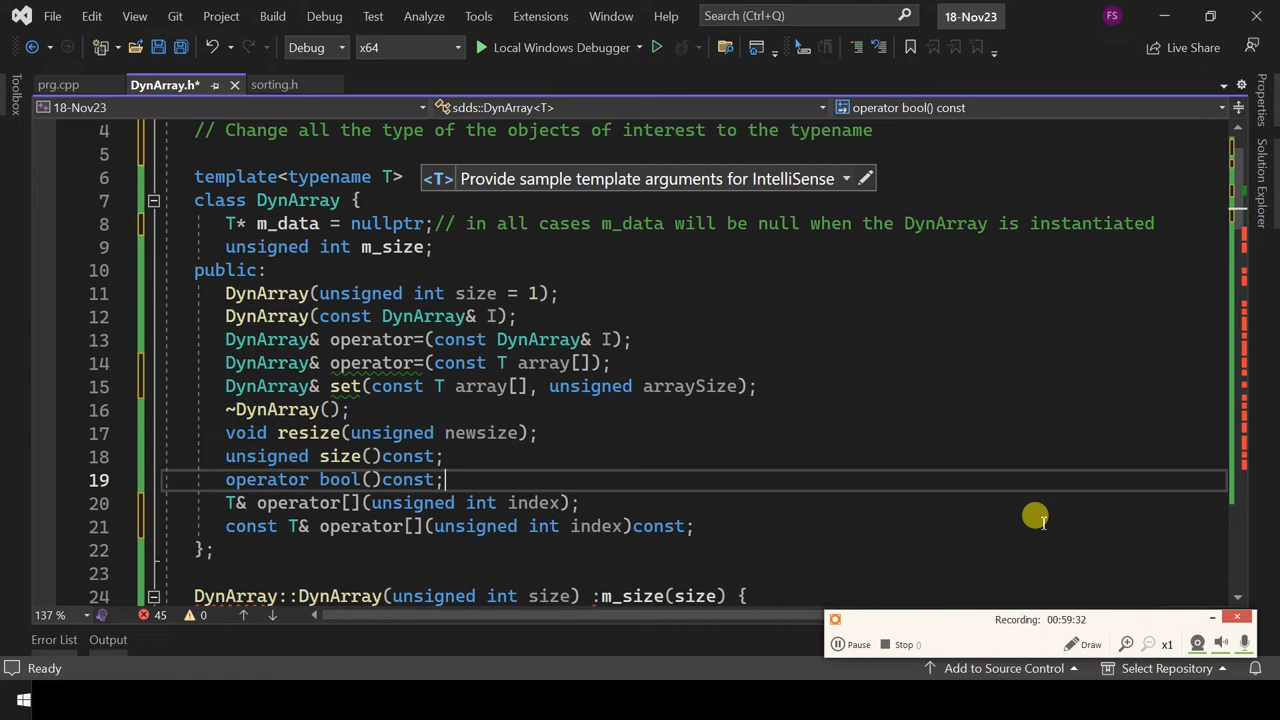 File Edit View Git Project Build Debug Test Analyze Tools Extensions Window Help Search (Ctrl+Q) 18-Nov23 FS
Debug x64 Local Windows Debugger Live Share
prg.cpp DynArray.h* sorting.h
18-Nov23 sdds::DynArray<T> operator bool() const
Toolbox
Properties
Solution Explorer
4 // Change all the type of the objects of interest to the typename
5
6 template<typename T> <T> Provide sample template arguments for IntelliSense
7 class DynArray {
8 T* m_data = nullptr;// in all cases m_data will be null when the DynArray is instantiated
9 unsigned int m_size;
10 public:
11 DynArray(unsigned int size = 1);
12 DynArray(const DynArray& I);
13 DynArray& operator=(const DynArray& I);
14 DynArray& operator=(const T array[]);
15 DynArray& set(const T array[], unsigned arraySize);
16 ~DynArray();
17 void resize(unsigned newsize);
18 unsigned size()const;
19 operator bool()const;
20 T& operator[](unsigned int index);
21 const T& operator[](unsigned int index)const;
22 };
23
24 DynArray::DynArray(unsigned int size) :m_size(size) {
137 % 45 0
Recording: 00:59:32
Pause Stop () Draw x1
Error List Output
Ready Add to Source Control Select Repository